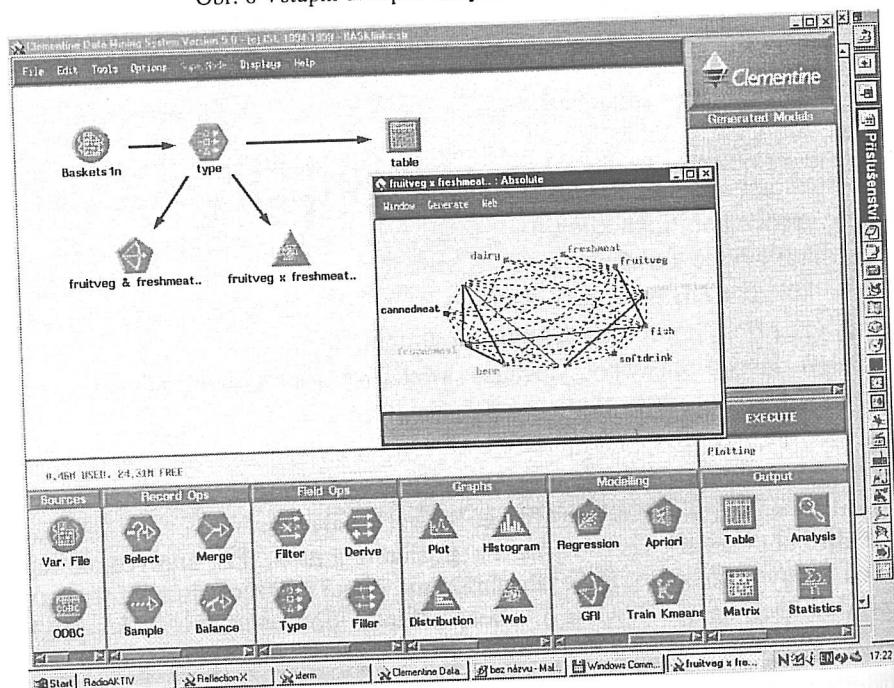 Clementine Data Mining System Version 5.0 - (c) ISL 1994-1999 - BASKlinks.str
File Edit Tools Options Super Node Displays Help
Clementine
Generated Models
Příslušenství
Baskets1n
type
table
fruitveg & freshmeat..
fruitveg x freshmeat..
fruitveg x freshmeat.. : Absolute
Window Generate Web
dairy
freshmeat
fruitveg
cannedmeat
fish
softdrink
beer
EXECUTE
Plotting
0.46M USED, 24.31M FREE
Sources Record Ops Field Ops Graphs Modelling Output
Var. File Select Merge Filter Derive Plot Histogram Regression Apriori Table Analysis
ODBC Sample Balance Type Filler Distribution Web GRI Train Kmeans Matrix Statistics
Start RadioAKTIV Reflection X xterm Clementine Data... bez názvu - Mal... Windows Comm... fruitveg x fre... 17:22